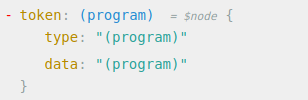 - token: (program) = $node {
type: "(program)"
data: "(program)"
}